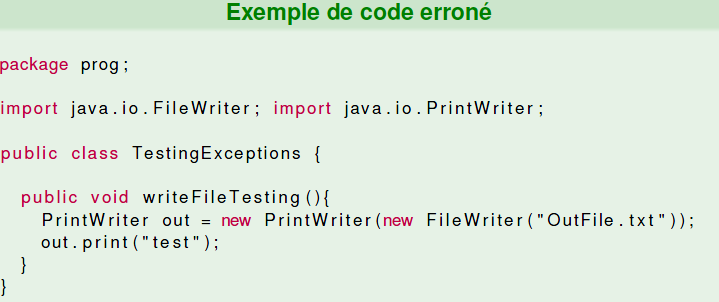 Exemple de code erroné
package prog;
import java.io.FileWriter; import java.io.PrintWriter;
public class TestingExceptions {
public void writeFileTesting(){
PrintWriter out = new PrintWriter(new FileWriter("OutFile.txt"));
out.print("test");
}
}